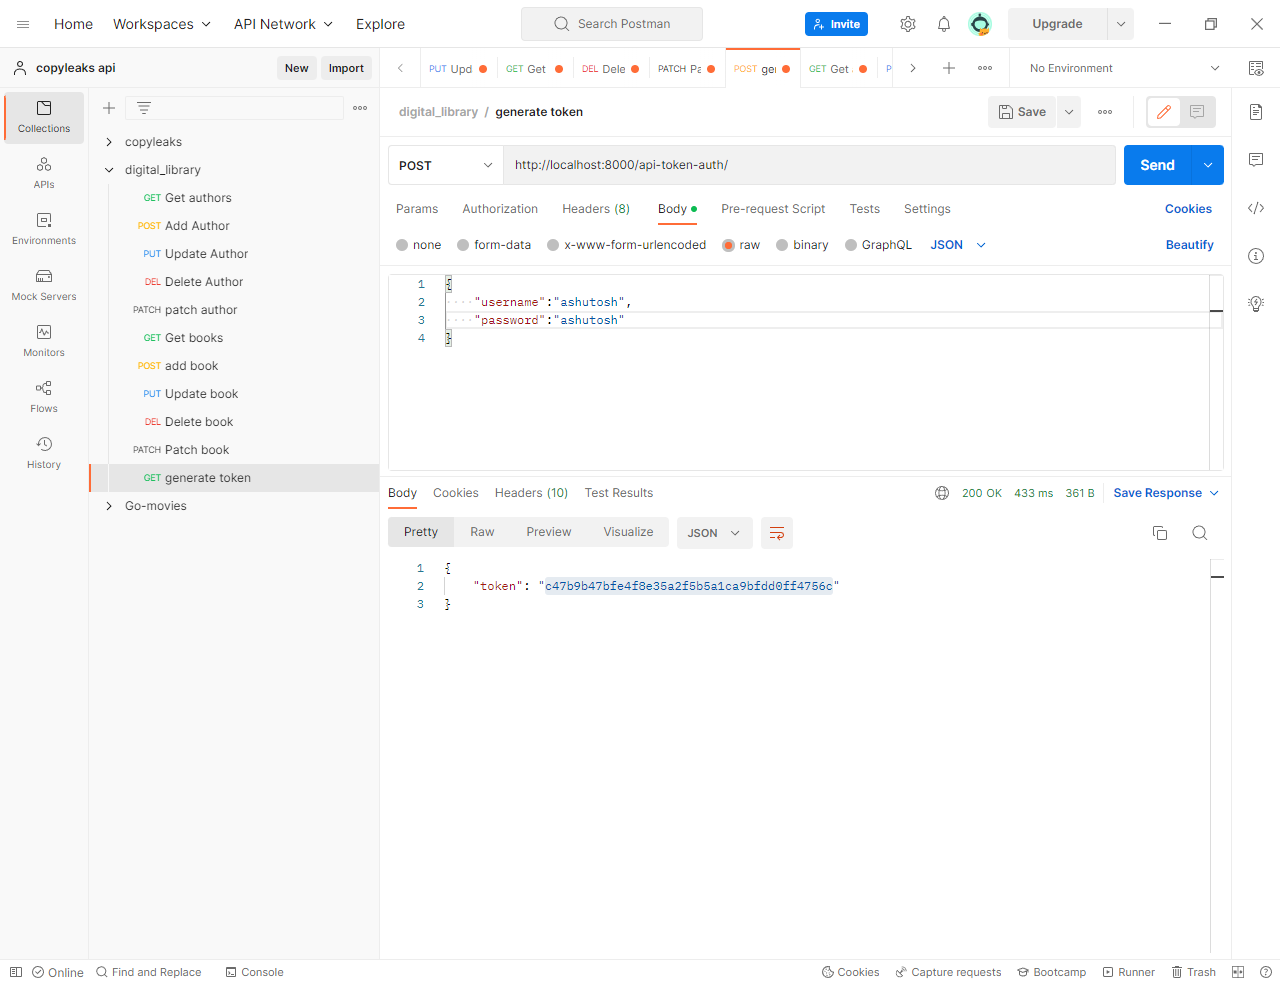 Home Workspaces API Network Explore Search Postman Invite Upgrade
copyleaks api New Import PUT Upd GET Get DEL Dele PATCH Pa POST ger GET Get P No Environment
Collections
APIs
Environments
Mock Servers
Monitors
Flows
History
copyleaks
digital_library
GET Get authors
POST Add Author
PUT Update Author
DEL Delete Author
PATCH patch author
GET Get books
POST add book
PUT Update book
DEL Delete book
PATCH Patch book
GET generate token
Go-movies
digital_library / generate token Save
POST http://localhost:8000/api-token-auth/ Send
Params Authorization Headers (8) Body Pre-request Script Tests Settings Cookies
none form-data x-www-form-urlencoded raw binary GraphQL JSON Beautify
1 {
2 ····"username":"ashutosh",
3 ····"password":"ashutosh"
4 }
Body Cookies Headers (10) Test Results 200 OK 433 ms 361 B Save Response
Pretty Raw Preview Visualize JSON
1 {
2 "token": "c47b9b47bfe4f8e35a2f5b5a1ca9bfdd0ff4756c"
3 }
Online Find and Replace Console Cookies Capture requests Bootcamp Runner Trash